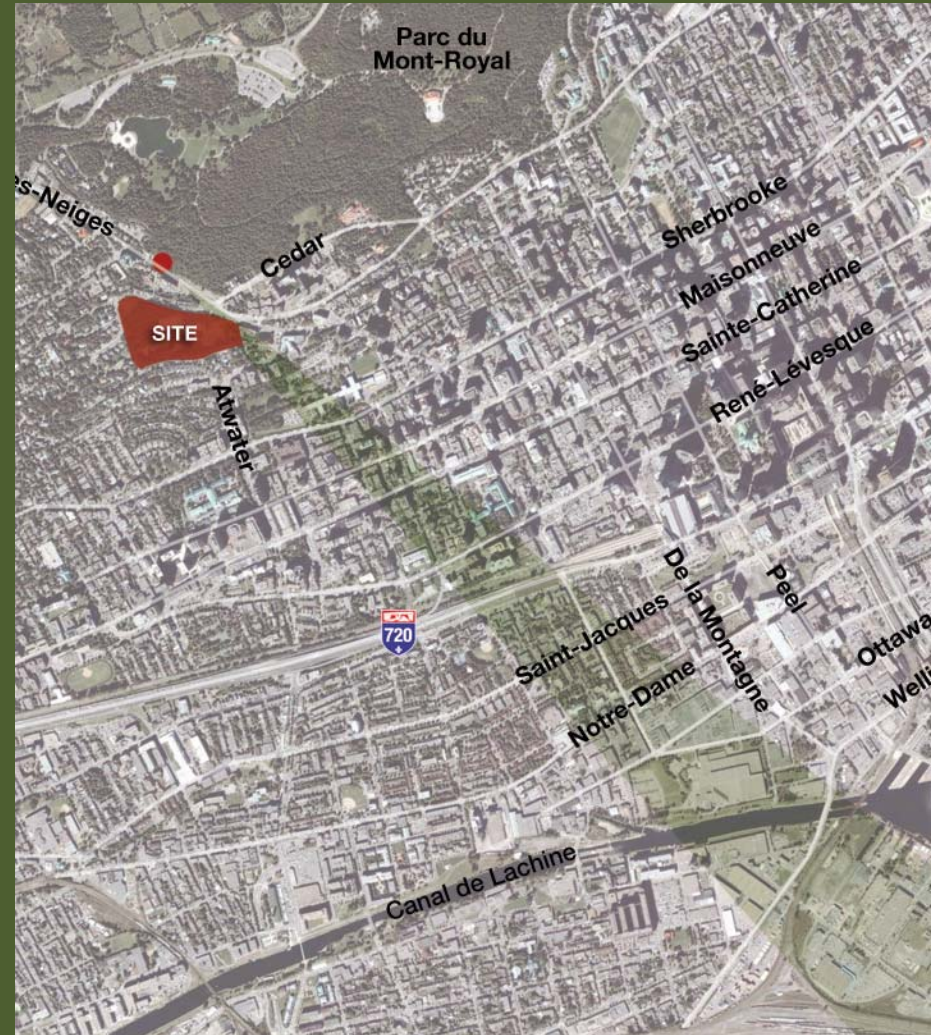 Parc du
Mont-Royal
es-Neiges
Cedar
Sherbrooke
Maisonneuve
Sainte-Catherine
René-Lévesque
SITE
Atwater
De la Montagne
Peel
720
Saint-Jacques
Notre-Dame
Ottawa
Welli
Canal de Lachine